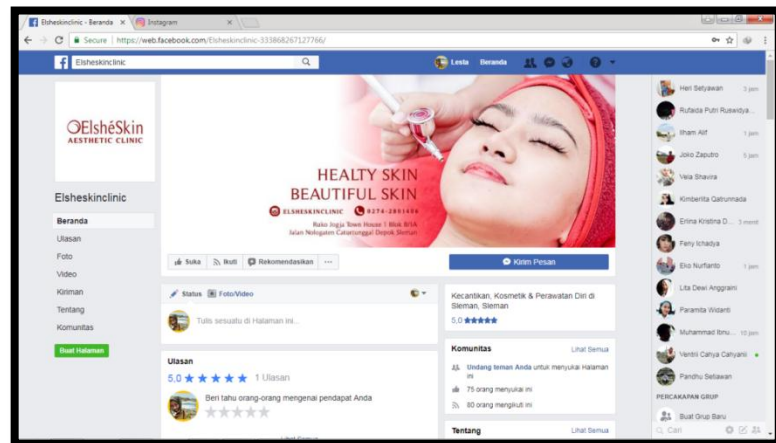 Elsheskinclinic - Beranda
Instagram
Secure | https://web.facebook.com/Elsheskinclinic-333868267127766/
Elsheskinclinic
Lesta
Beranda
ElshéSkin
AESTHETIC CLINIC
HEALTY SKIN
BEAUTIFUL SKIN
ELSHESKINCLINIC
Ruko Jogja Town House | Blok B/5A
Jalan Nologaten Caturtunggal Depok Sleman
Elsheskinclinic
Beranda
Ulasan
Foto
Video
Kiriman
Tentang
Komunitas
Buat Halaman
Suka
Ikuti
Rekomendasikan
Kirim Pesan
Status
Foto/Video
Tulis sesuatu di Halaman ini...
Ulasan
5,0 1 Ulasan
Beri tahu orang-orang mengenai pendapat Anda
Kecantikan, Kosmetik & Perawatan Diri di
Sleman, Sleman
5,0
Komunitas Lihat Semua
Undang teman Anda untuk menyukai Halaman
ini
75 orang menyukai ini
80 orang mengikuti ini
Tentang Lihat Semua
Heri Setyawan 3 jam
Rufaida Putri Ruswidya...
Ilham Alif 1 jam
Joko Zaputro 5 jam
Vela Shavira
Kimberlita Qatrunnada
Erlina Kristina D... 3 menit
Feny Ichadya
Eko Nurfianto 1 jam
Lita Dewi Anggraini
Paramita Widanti
Muhammad Ibnu... 15 jam
Ventrii Cahya Cahyanii
Pandhu Setiawan
PERCAKAPAN GRUP
Buat Grup Baru
Cari